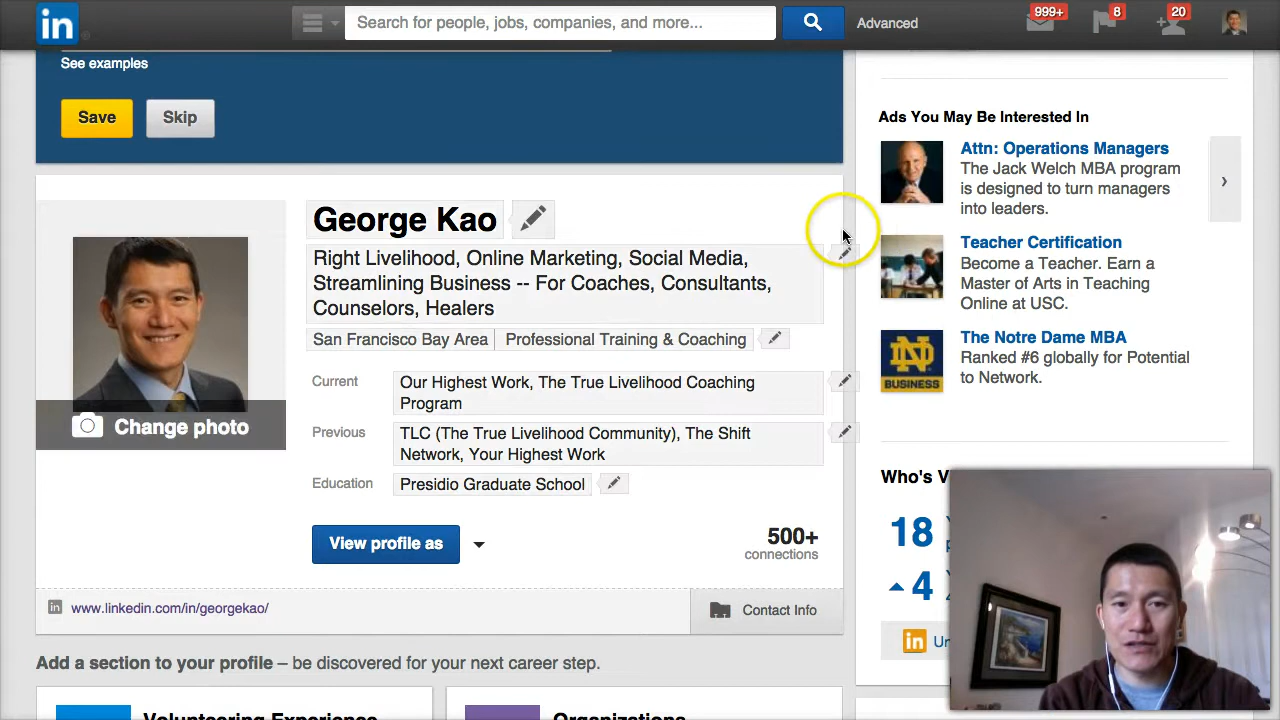 in
Search for people, jobs, companies, and more...
Advanced
999+
8
20
See examples
Save
Skip
George Kao
Right Livelihood, Online Marketing, Social Media,
Streamlining Business -- For Coaches, Consultants,
Counselors, Healers
San Francisco Bay Area
Professional Training & Coaching
Current
Our Highest Work, The True Livelihood Coaching
Program
Previous
TLC (The True Livelihood Community), The Shift
Network, Your Highest Work
Education
Presidio Graduate School
Change photo
View profile as
500+
connections
in
www.linkedin.com/in/georgekao/
Contact Info
Add a section to your profile – be discovered for your next career step.
Volunteering Experience
Organizations
Ads You May Be Interested In
Attn: Operations Managers
The Jack Welch MBA program
is designed to turn managers
into leaders.
Teacher Certification
Become a Teacher. Earn a
Master of Arts in Teaching
Online at USC.
ND
BUSINESS
The Notre Dame MBA
Ranked #6 globally for Potential
to Network.
Who's V
18
4
in
Un